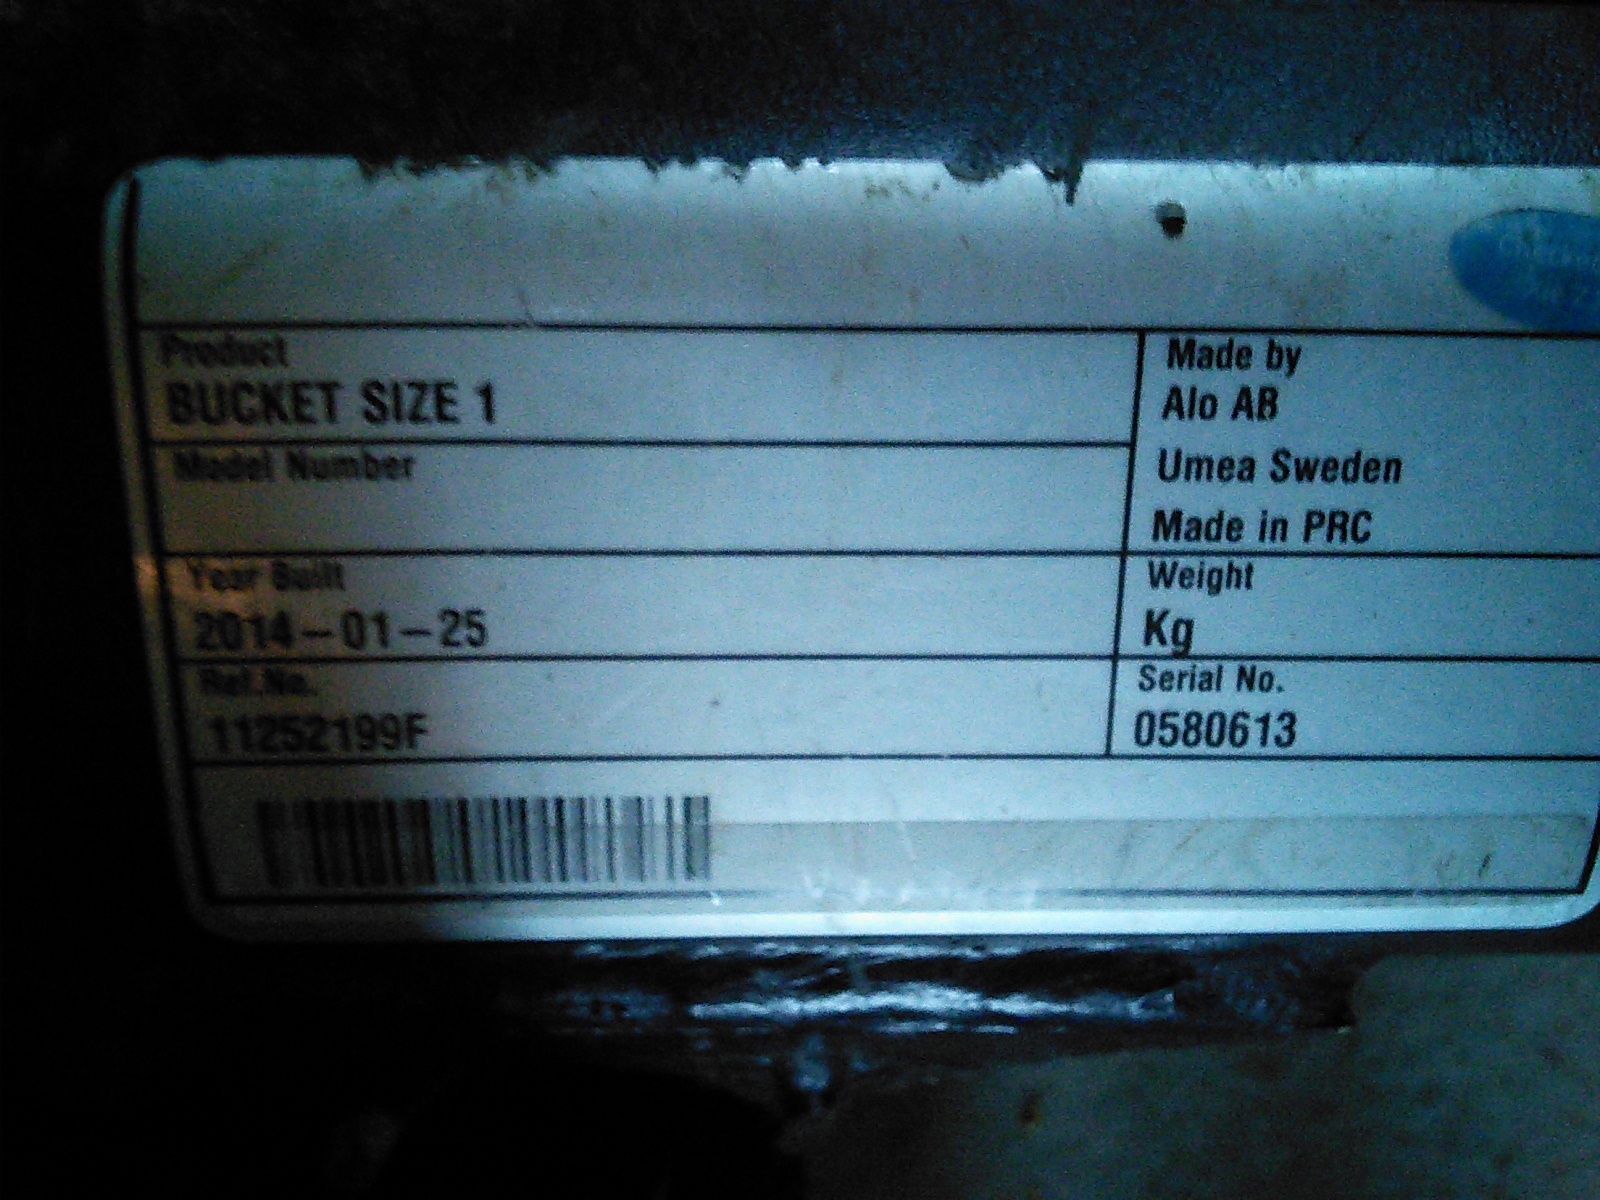 Product
BUCKET SIZE 1
Made by
Alo AB
Umea Sweden
Made in PRC
Model Number
Year Built
2014-01-25
Weight
Kg
Ref.No.
11252199F
Serial No.
0580613